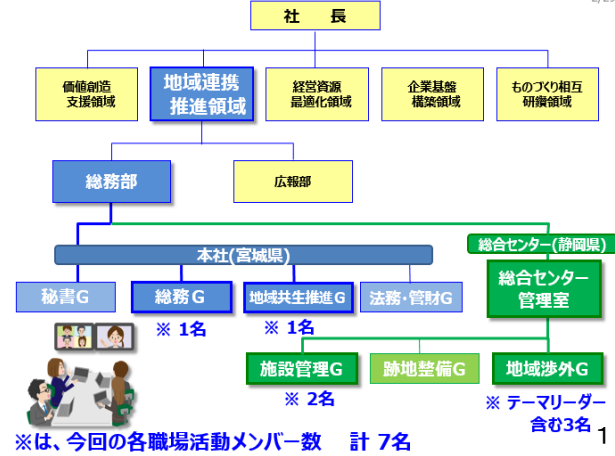 社　長
価値創造
支援領域
地域連携
推進領域
経営資源
最適化領域
企業基盤
構築領域
ものづくり相互
研鑽領域
総務部
広報部
本社(宮城県)
総合センター(静岡県)
秘書G
総務G
地域共生推進G
法務・管財G
総合センター
管理室
※ 1名
※ 1名
施設管理G
跡地整備G
地域渉外G
※ 2名
※ テーマリーダー
含む3名
※は、今回の各職場活動メンバー数　計 7名
1